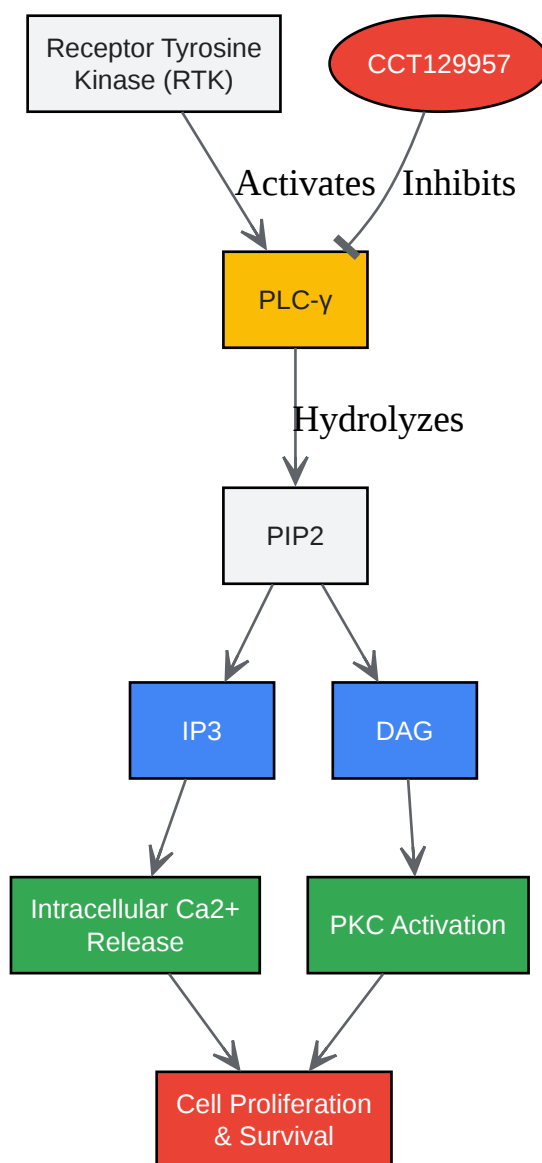 Receptor Tyrosine
Kinase (RTK)
CCT129957
Activates
Inhibits
PLC-γ
Hydrolyzes
PIP2
IP3
DAG
Intracellular Ca2+
Release
PKC Activation
Cell Proliferation
& Survival